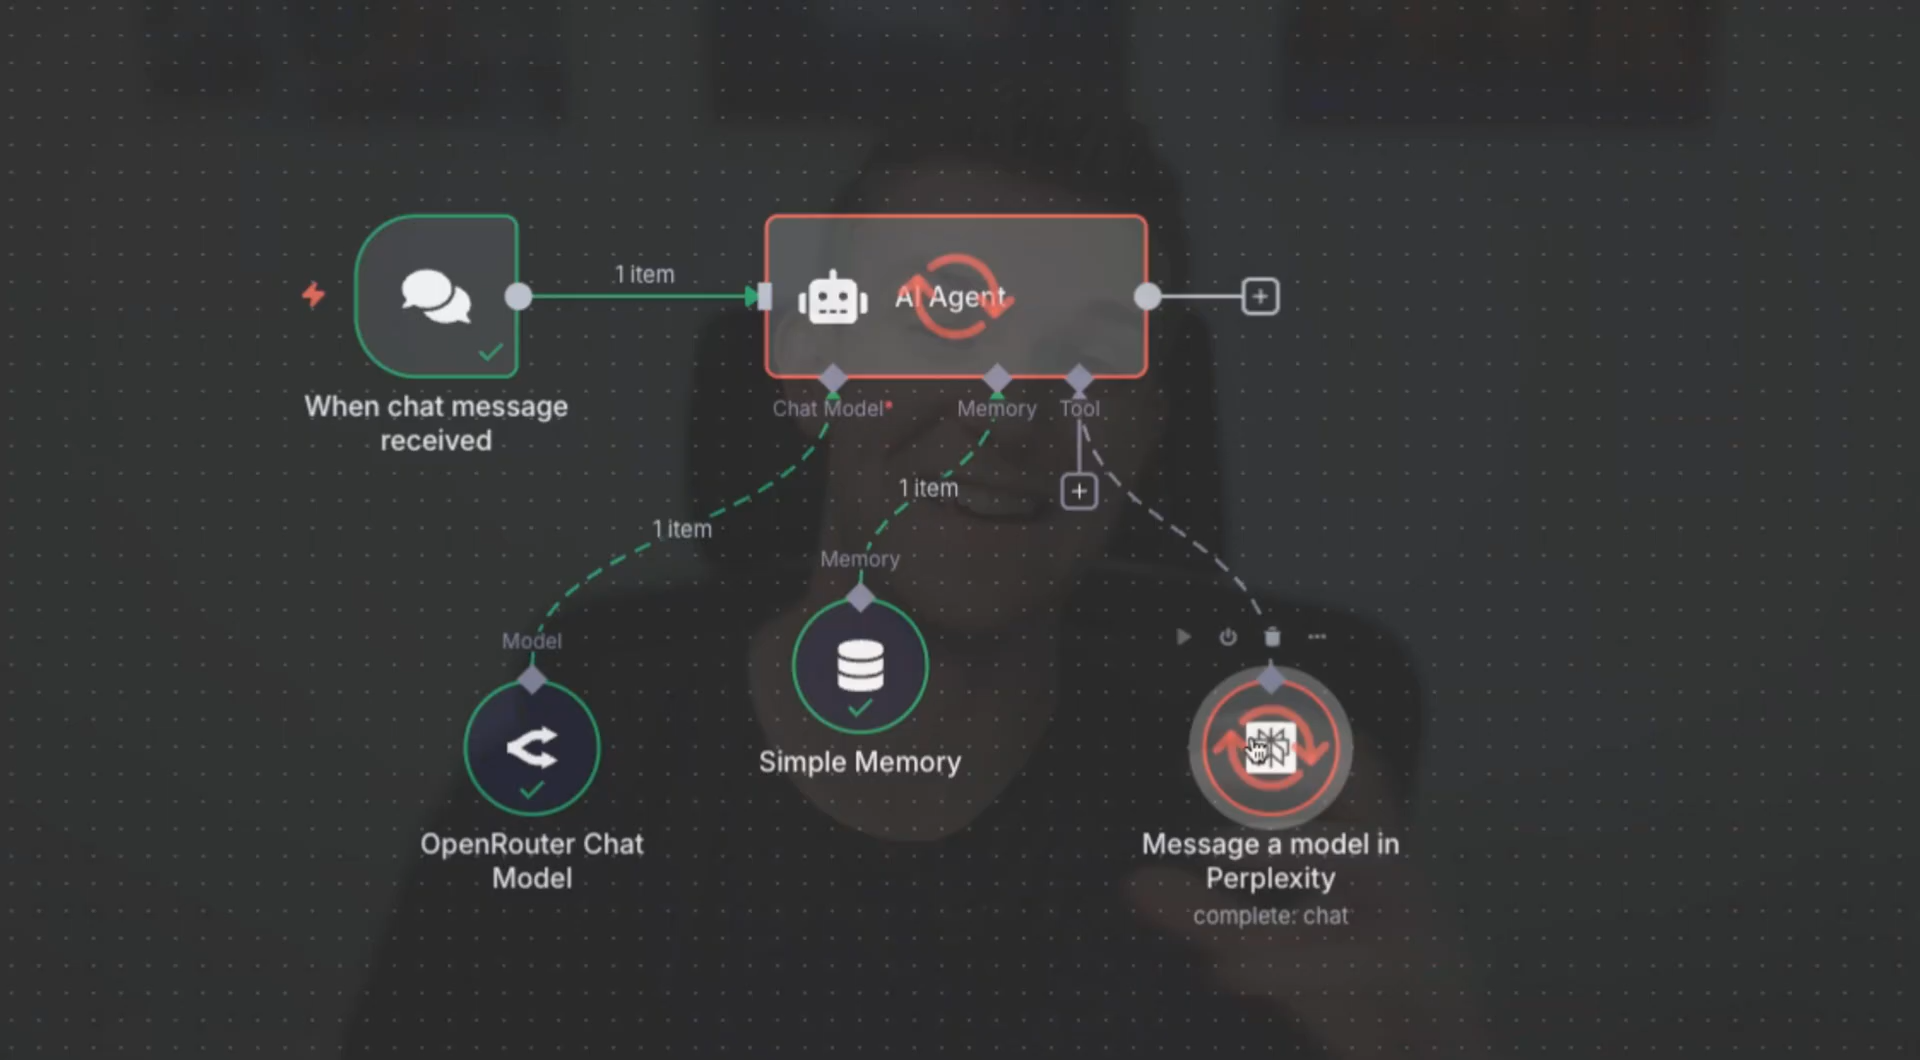 1 item
AI Agent
When chat message
received
Chat Model*
Memory
Tool
1 item
1 item
Memory
Model
Simple Memory
OpenRouter Chat
Model
Message a model in
Perplexity
complete: chat